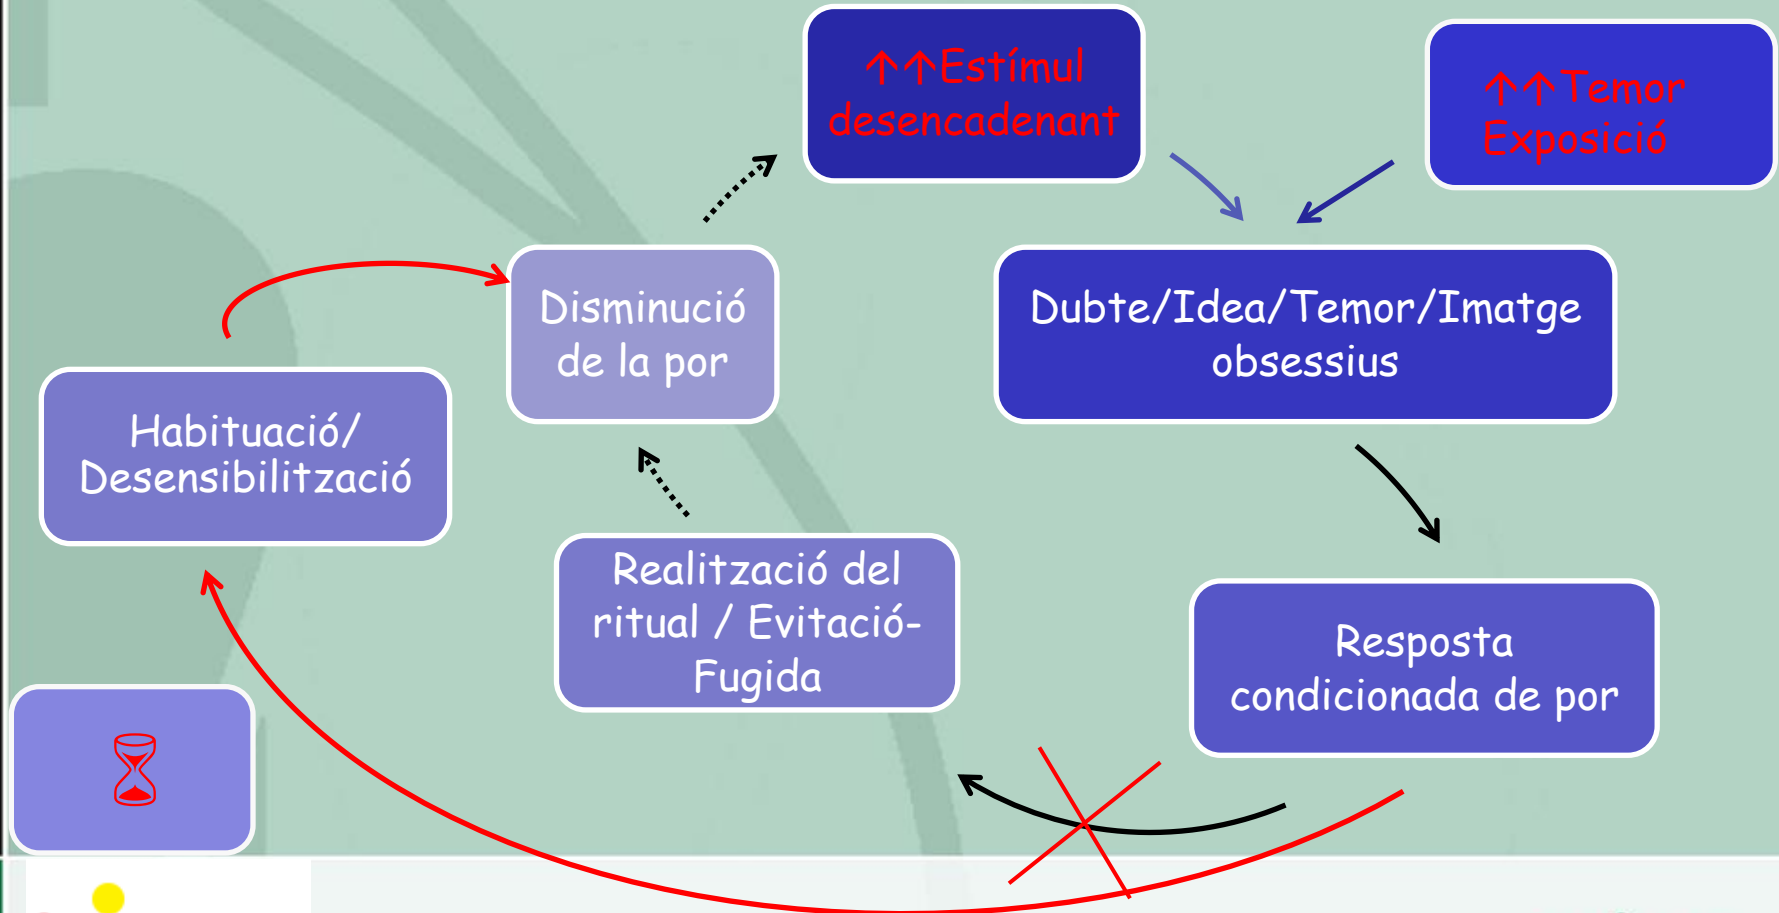 ↑↑Estímul
desencadenant
↑↑Temor
Exposició
Disminució
de la por
Dubte/Idea/Temor/Imatge
obsessius
Habituació/
Desensibilització
Realització del
ritual / Evitació-
Fugida
Resposta
condicionada de por